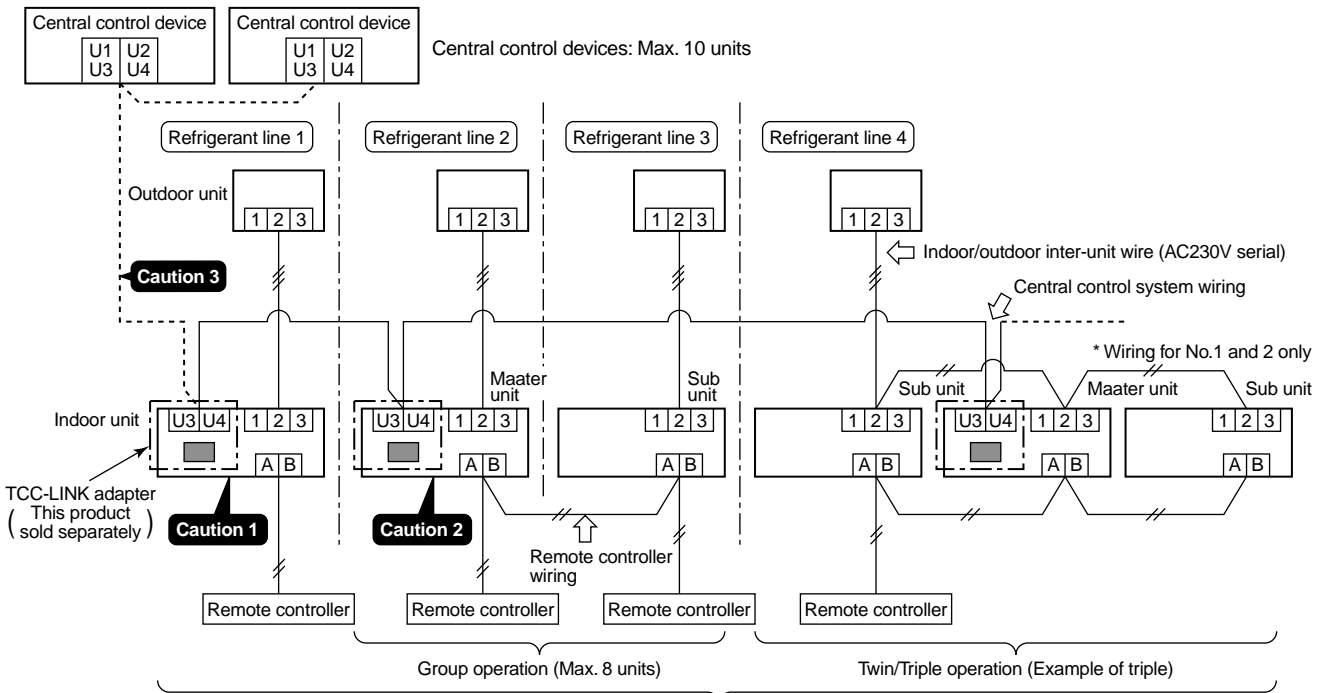 Central control device
U1 U2
U3 U4
Central control device
U1 U2
U3 U4
Central control devices: Max. 10 units
Refrigerant line 1
Refrigerant line 2
Refrigerant line 3
Refrigerant line 4
Outdoor unit
1 2 3
1 2 3
1 2 3
1 2 3
Indoor/outdoor inter-unit wire (AC230V serial)
Caution 3
Central control system wiring
* Wiring for No.1 and 2 only
Maater
unit
Sub
unit
Sub unit
Maater unit
Sub unit
Indoor unit
U3 U4 1 2 3
U3 U4 1 2 3
1 2 3
1 2 3
U3 U4 1 2 3
1 2 3
A B
A B
A B
A B
A B
A B
TCC-LINK adapter
( This product
sold separately )
Caution 1
Caution 2
Remote controller
wiring
Remote controller
Remote controller
Remote controller
Remote controller
Group operation (Max. 8 units)
Twin/Triple operation (Example of triple)